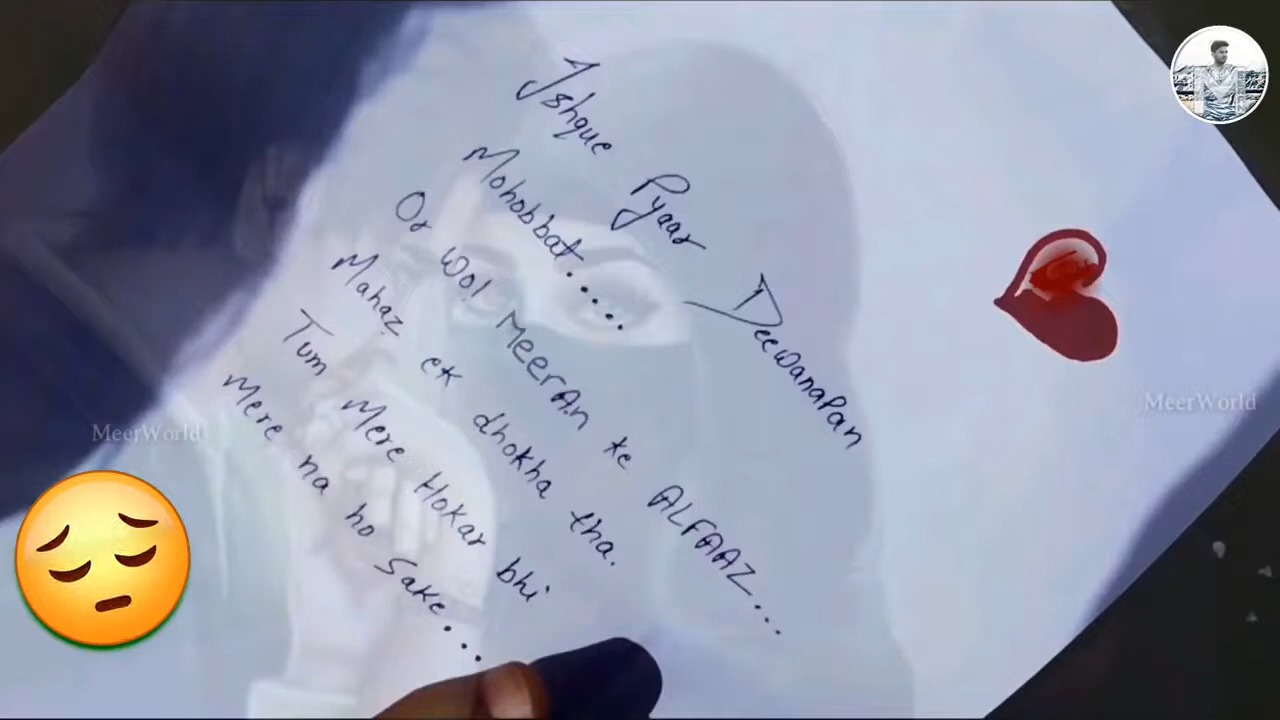 Ishque Pyaar Deewanapan
Mohobbat.....
Or wo! MeerAn ke ALFAAZ...
Mahaz ek dhokha tha.
Tum Mere Hokar bhi
Mere na ho Sake...
MeerWorld
MeerWorld